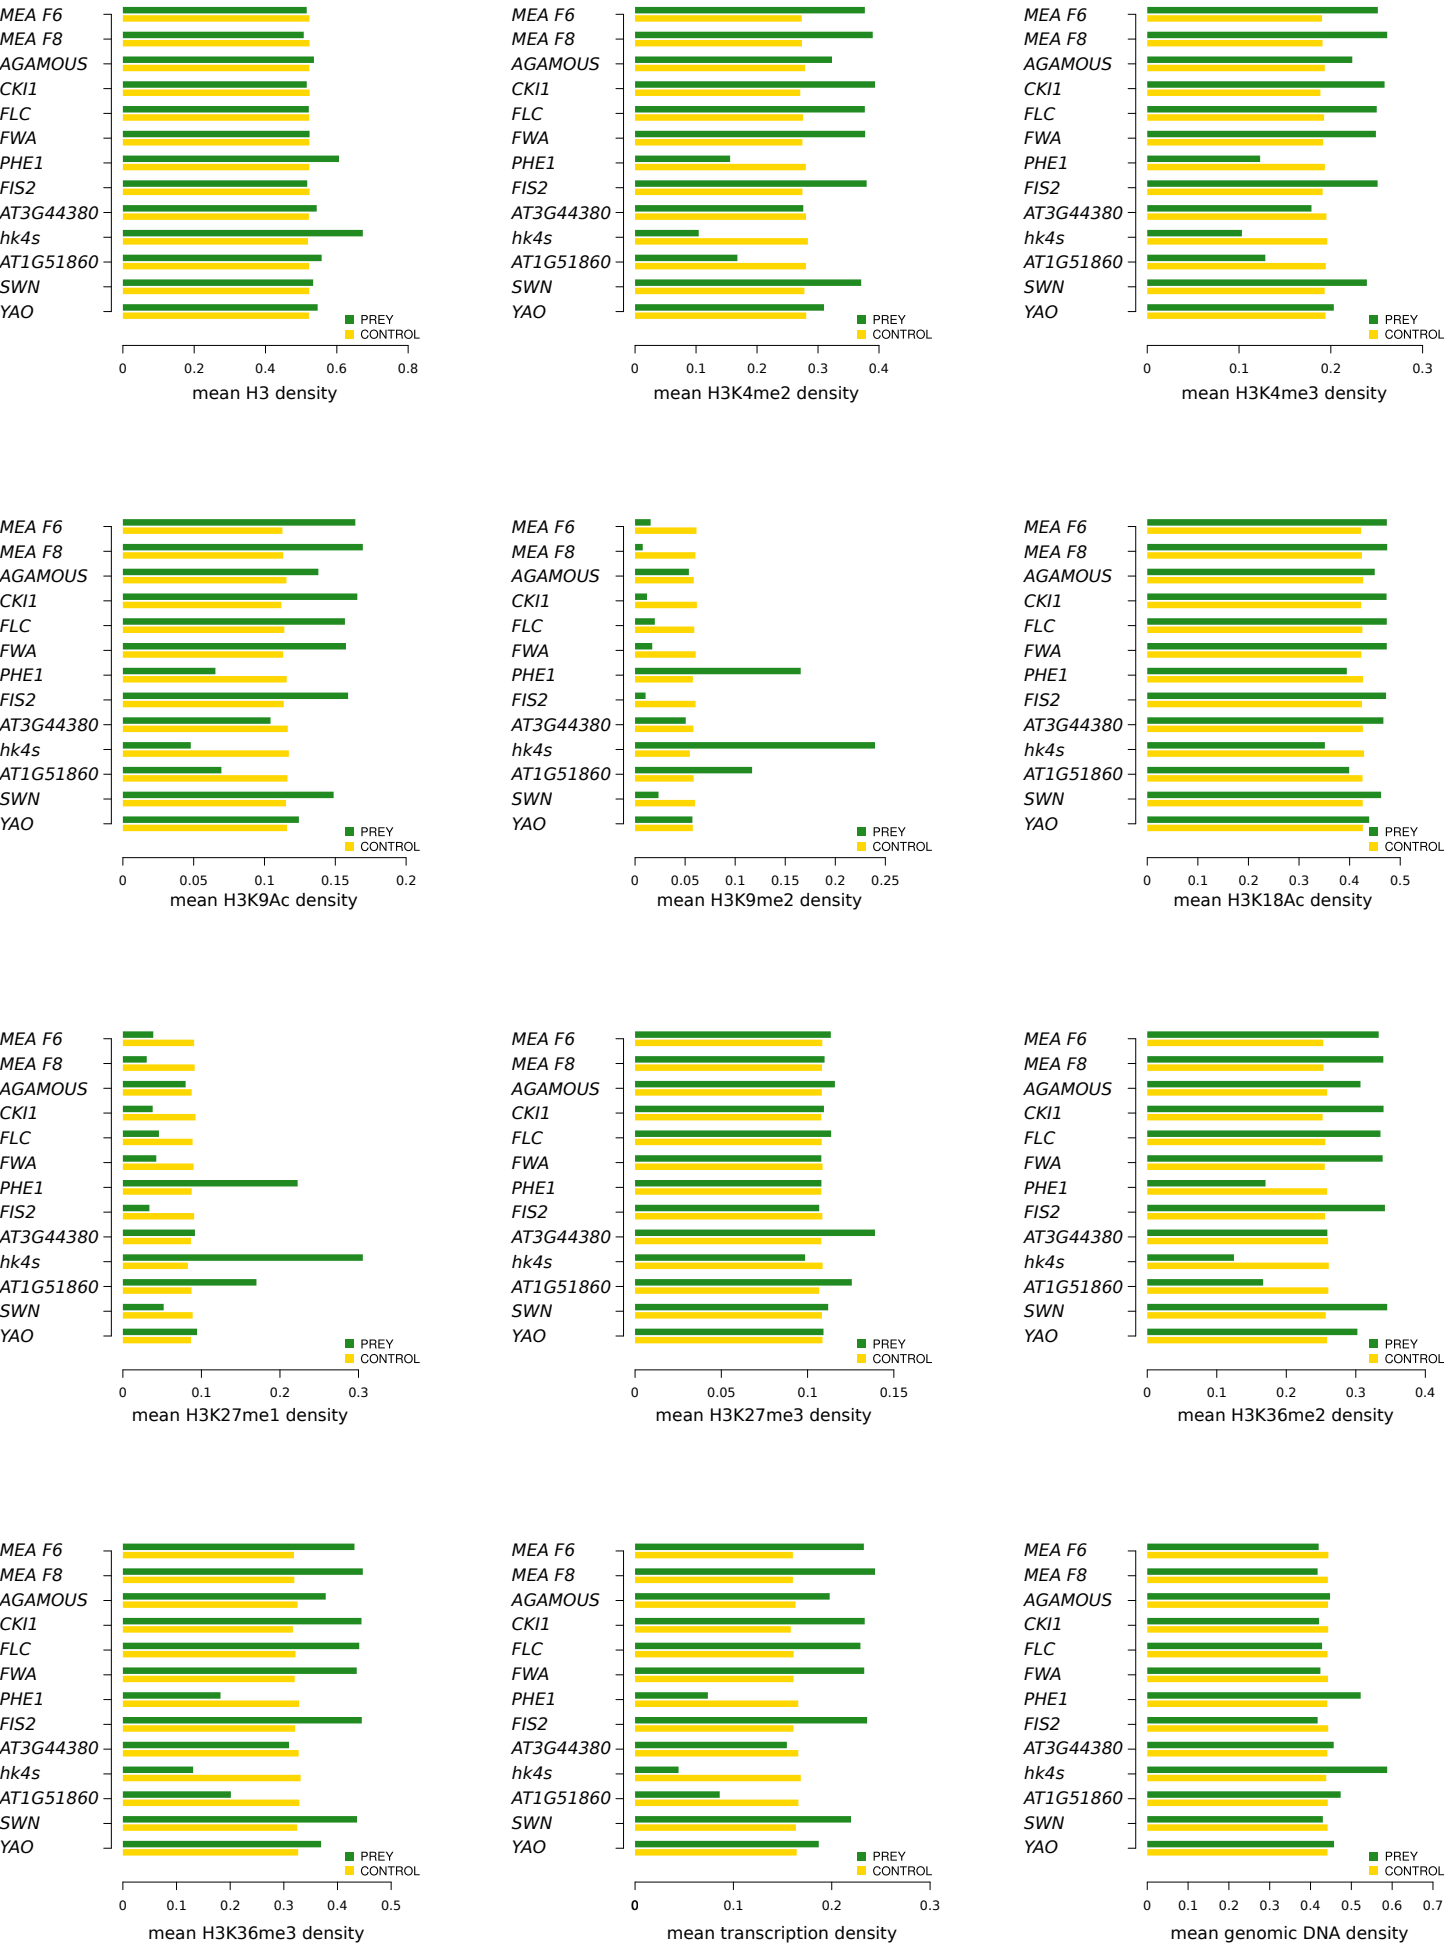 MEA F6
MEA F8
AGAMOUS
CKI1
FLC
FWA
PHE1
FIS2
AT3G44380
hk4s
AT1G51860
SWN
YAO
PREY
CONTROL
0 0.2 0.4 0.6 0.8
mean H3 density
MEA F6
MEA F8
AGAMOUS
CKI1
FLC
FWA
PHE1
FIS2
AT3G44380
hk4s
AT1G51860
SWN
YAO
PREY
CONTROL
0 0.1 0.2 0.3 0.4
mean H3K4me2 density
MEA F6
MEA F8
AGAMOUS
CKI1
FLC
FWA
PHE1
FIS2
AT3G44380
hk4s
AT1G51860
SWN
YAO
PREY
CONTROL
0 0.1 0.2 0.3
mean H3K4me3 density
MEA F6
MEA F8
AGAMOUS
CKI1
FLC
FWA
PHE1
FIS2
AT3G44380
hk4s
AT1G51860
SWN
YAO
PREY
CONTROL
0 0.05 0.1 0.15 0.2
mean H3K9Ac density
MEA F6
MEA F8
AGAMOUS
CKI1
FLC
FWA
PHE1
FIS2
AT3G44380
hk4s
AT1G51860
SWN
YAO
PREY
CONTROL
0 0.05 0.1 0.15 0.2 0.25
mean H3K9me2 density
MEA F6
MEA F8
AGAMOUS
CKI1
FLC
FWA
PHE1
FIS2
AT3G44380
hk4s
AT1G51860
SWN
YAO
PREY
CONTROL
0 0.1 0.2 0.3 0.4 0.5
mean H3K18Ac density
MEA F6
MEA F8
AGAMOUS
CKI1
FLC
FWA
PHE1
FIS2
AT3G44380
hk4s
AT1G51860
SWN
YAO
PREY
CONTROL
0 0.1 0.2 0.3
mean H3K27me1 density
MEA F6
MEA F8
AGAMOUS
CKI1
FLC
FWA
PHE1
FIS2
AT3G44380
hk4s
AT1G51860
SWN
YAO
PREY
CONTROL
0 0.05 0.1 0.15
mean H3K27me3 density
MEA F6
MEA F8
AGAMOUS
CKI1
FLC
FWA
PHE1
FIS2
AT3G44380
hk4s
AT1G51860
SWN
YAO
PREY
CONTROL
0 0.1 0.2 0.3 0.4
mean H3K36me2 density
MEA F6
MEA F8
AGAMOUS
CKI1
FLC
FWA
PHE1
FIS2
AT3G44380
hk4s
AT1G51860
SWN
YAO
PREY
CONTROL
0 0.1 0.2 0.3 0.4 0.5
mean H3K36me3 density
MEA F6
MEA F8
AGAMOUS
CKI1
FLC
FWA
PHE1
FIS2
AT3G44380
hk4s
AT1G51860
SWN
YAO
PREY
CONTROL
0 0.1 0.2 0.3
mean transcription density
MEA F6
MEA F8
AGAMOUS
CKI1
FLC
FWA
PHE1
FIS2
AT3G44380
hk4s
AT1G51860
SWN
YAO
PREY
CONTROL
0 0.1 0.2 0.3 0.4 0.5 0.6 0.7
mean genomic DNA density